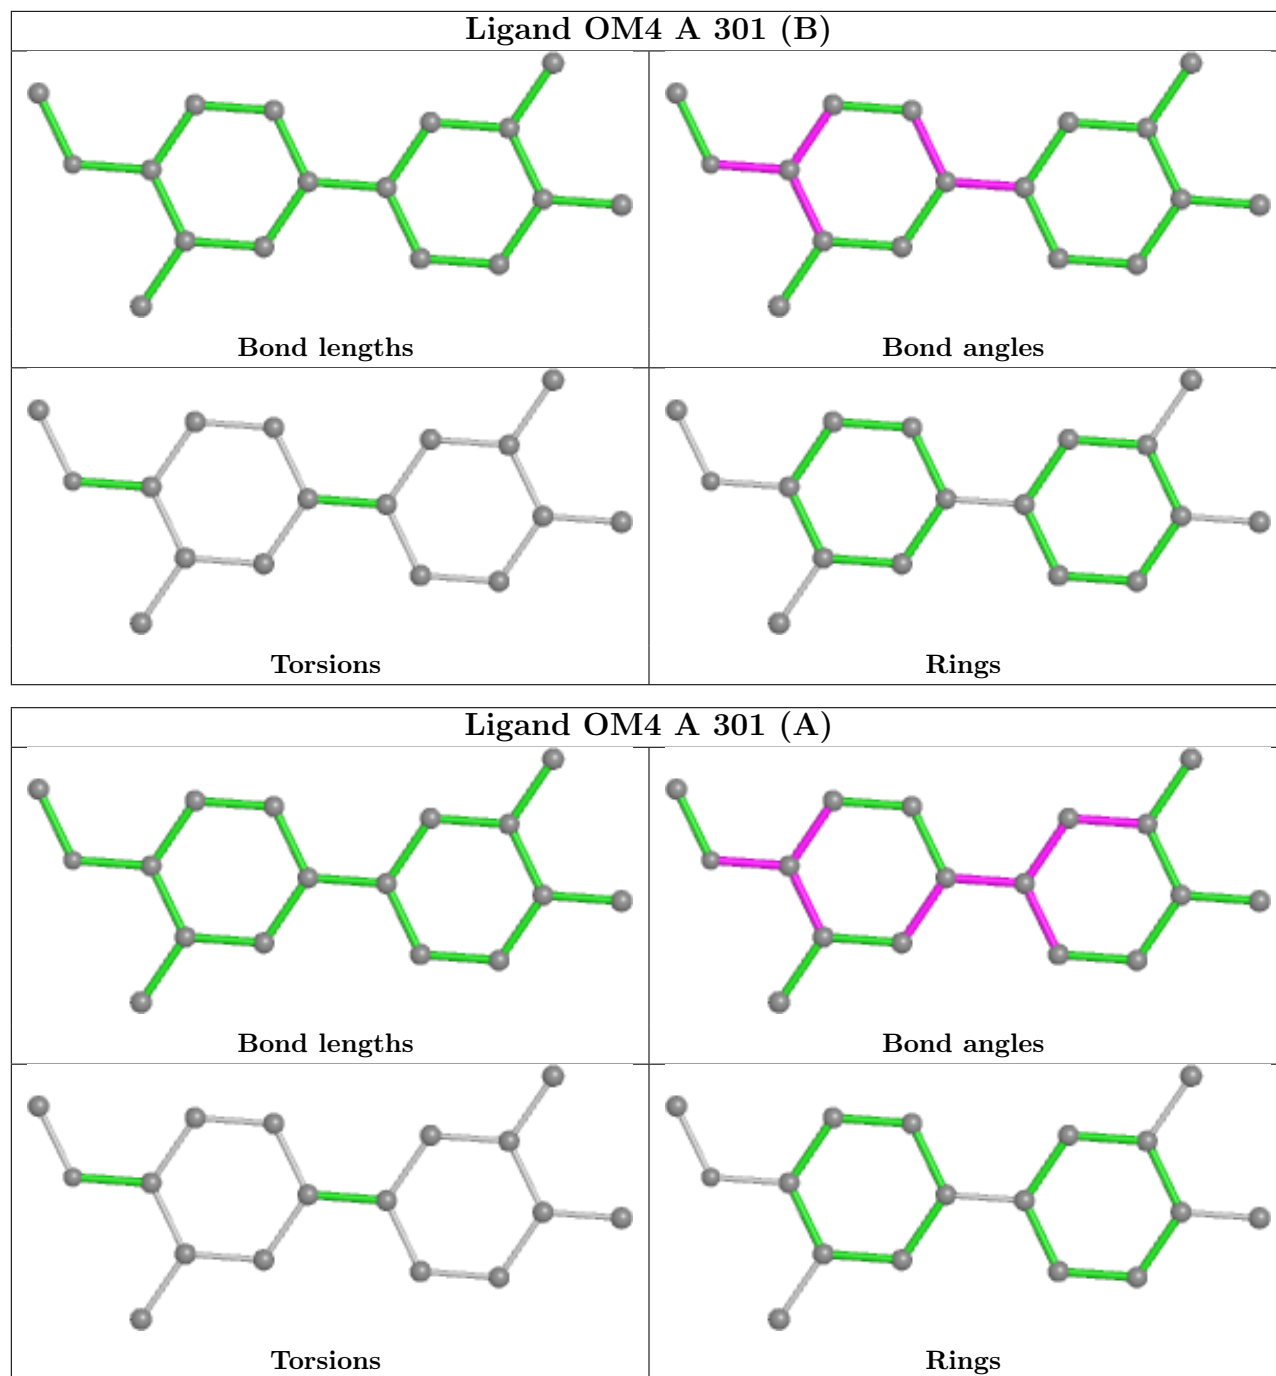 Ligand OM4 A 301 (B)
Bond lengths
Bond angles
Torsions
Rings
Ligand OM4 A 301 (A)
Bond lengths
Bond angles
Torsions
Rings